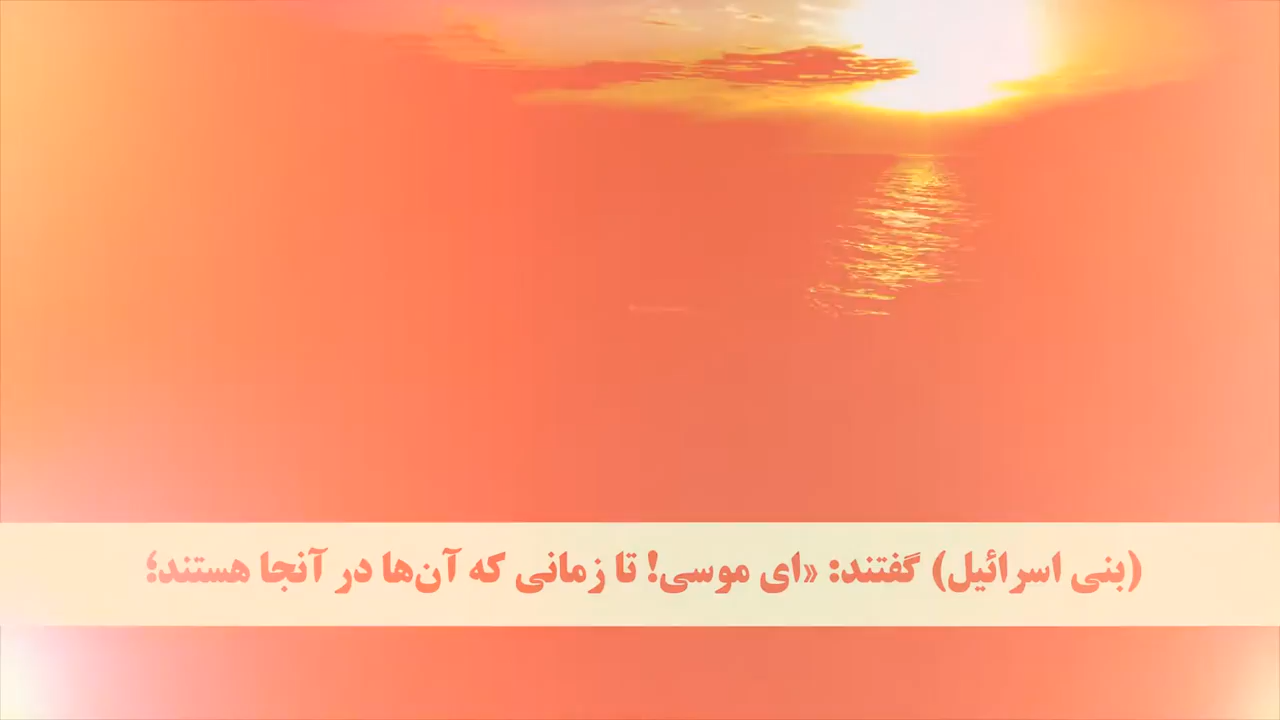 (بنی اسرائیل) گفتند: «ای موسی! تا زمانی که آن‌ها در آنجا هستند؛